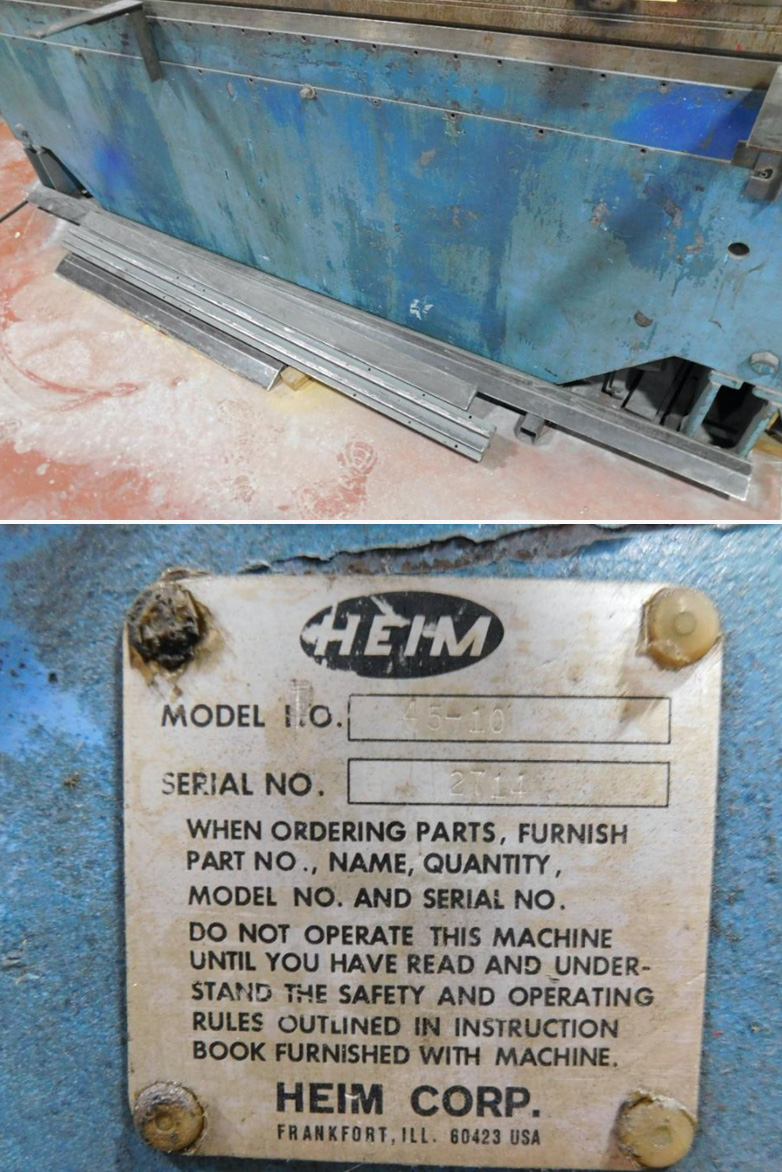 HEIM
MODEL NO. 45-10
SERIAL NO. 2714
WHEN ORDERING PARTS, FURNISH
PART NO., NAME, QUANTITY,
MODEL NO. AND SERIAL NO.
DO NOT OPERATE THIS MACHINE
UNTIL YOU HAVE READ AND UNDER-
STAND THE SAFETY AND OPERATING
RULES OUTLINED IN INSTRUCTION
BOOK FURNISHED WITH MACHINE.
HEIM CORP.
FRANKFORT, ILL. 60423 USA